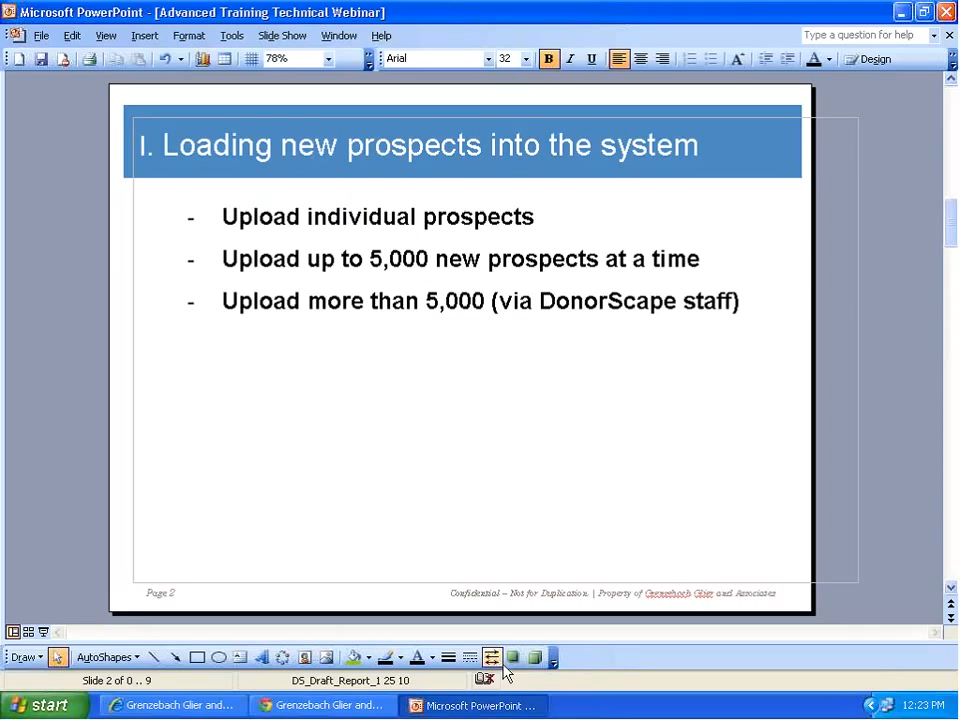 Microsoft PowerPoint - [Advanced Training Technical Webinar]
File Edit View Insert Format Tools Slide Show Window Help Type a question for help
78% Arial 32 B I U A A Design
I. Loading new prospects into the system
- Upload individual prospects
- Upload up to 5,000 new prospects at a time
- Upload more than 5,000 (via DonorScape staff)
Page 2 Confidential – Not for Duplication. | Property of Grenzebach Glier and Associates
Draw AutoShapes A
Slide 2 of 0 .. 9 DS_Draft_Report_1 25 10
start Grenzebach Glier and... Grenzebach Glier and... Microsoft PowerPoint ... 12:23 PM